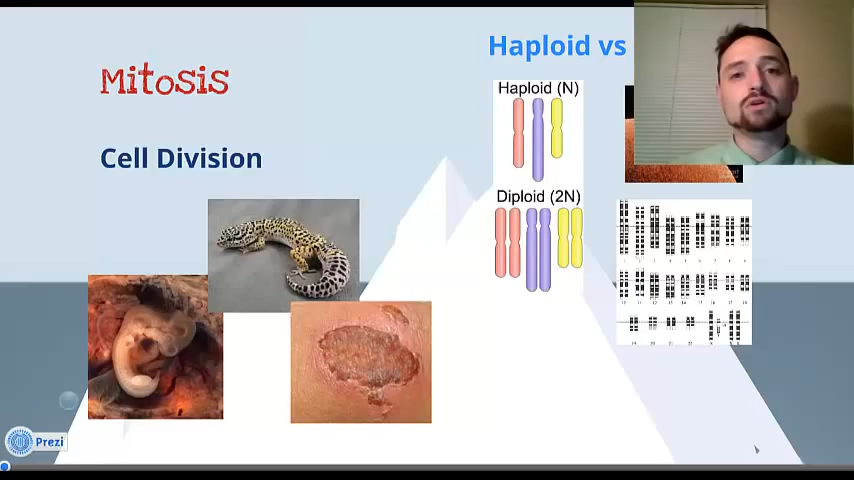 Mitosis
Cell Division
Haploid vs
Haploid (N)
Diploid (2N)
Prezi